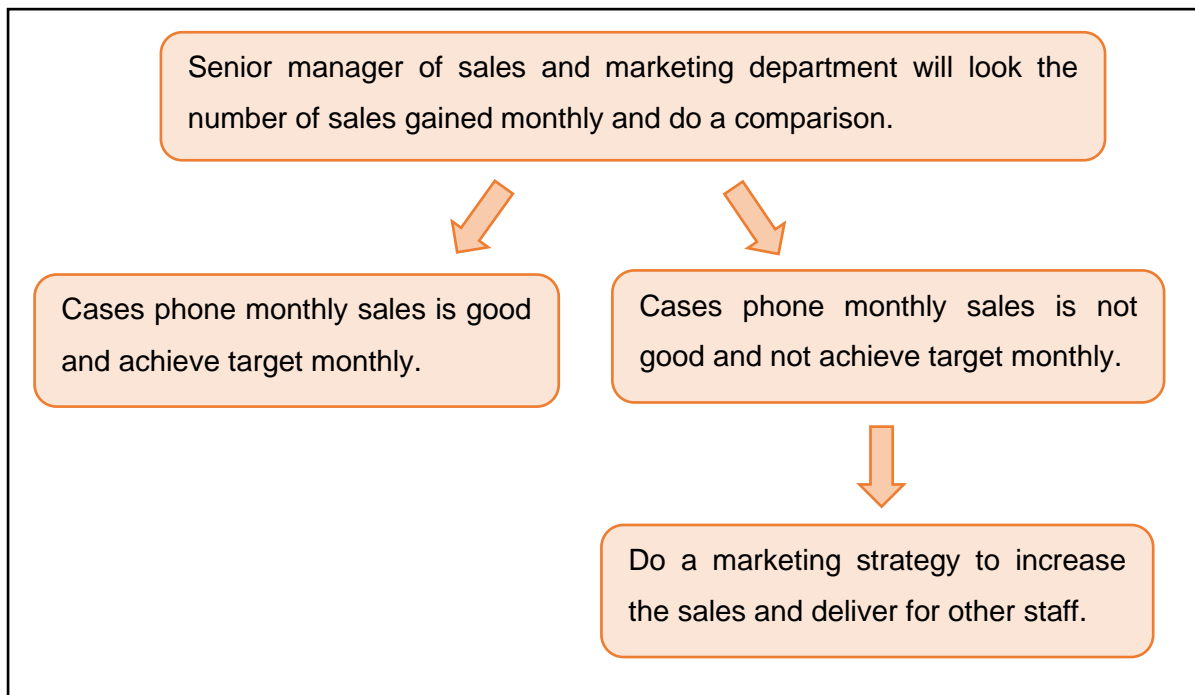 Senior manager of sales and marketing department will look the
number of sales gained monthly and do a comparison.
Cases phone monthly sales is good
and achieve target monthly.
Cases phone monthly sales is not
good and not achieve target monthly.
Do a marketing strategy to increase
the sales and deliver for other staff.